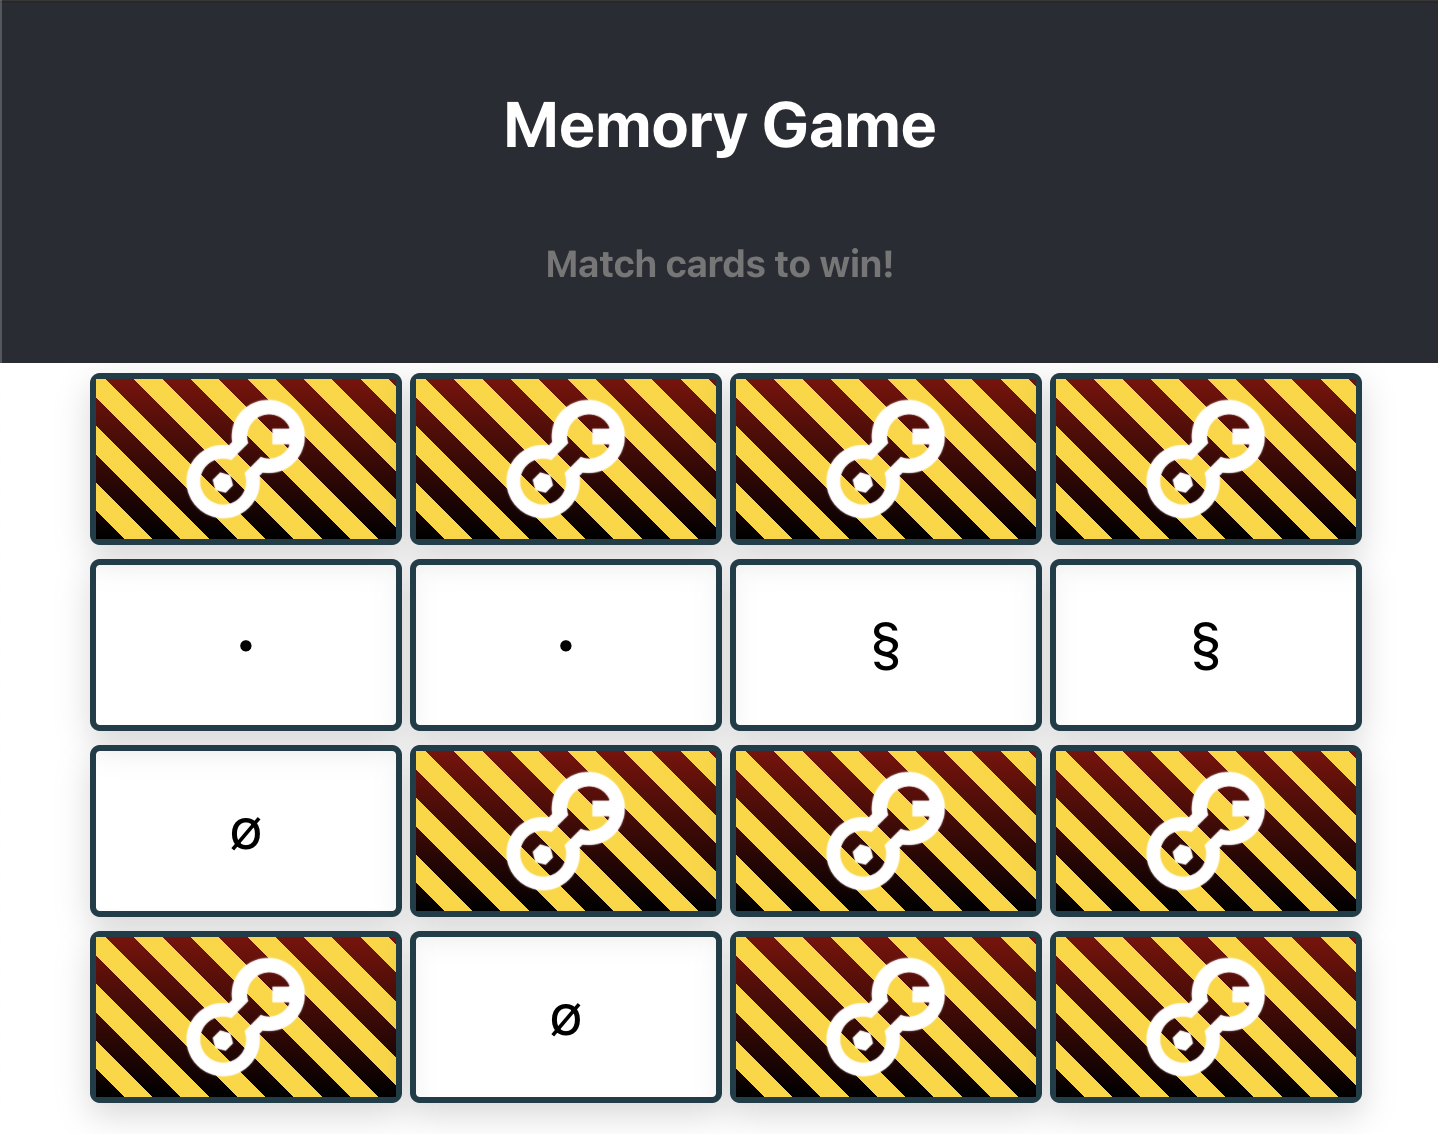 Memory Game
Match cards to win!
• • § §
ø
ø